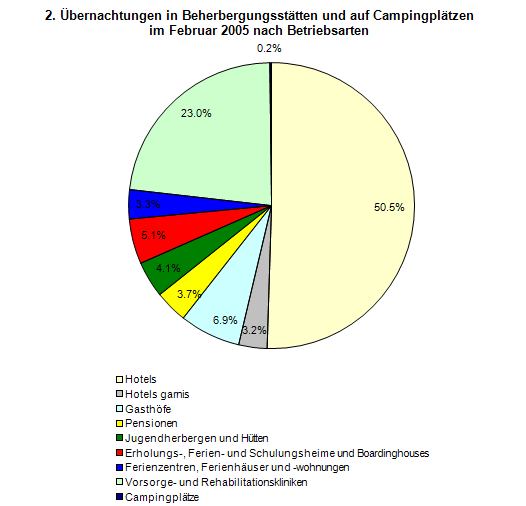 2. Übernachtungen in Beherbergungsstätten und auf Campingplätzen
im Februar 2005 nach Betriebsarten
0.2%
23.0%
50.5%
3.3%
5.1%
4.1%
3.7%
6.9%
3.2%
Hotels
Hotels garnis
Gasthöfe
Pensionen
Jugendherbergen und Hütten
Erholungs-, Ferien- und Schulungsheime und Boardinghouses
Ferienzentren, Ferienhäuser und -wohnungen
Vorsorge- und Rehabilitationskliniken
Campingplätze